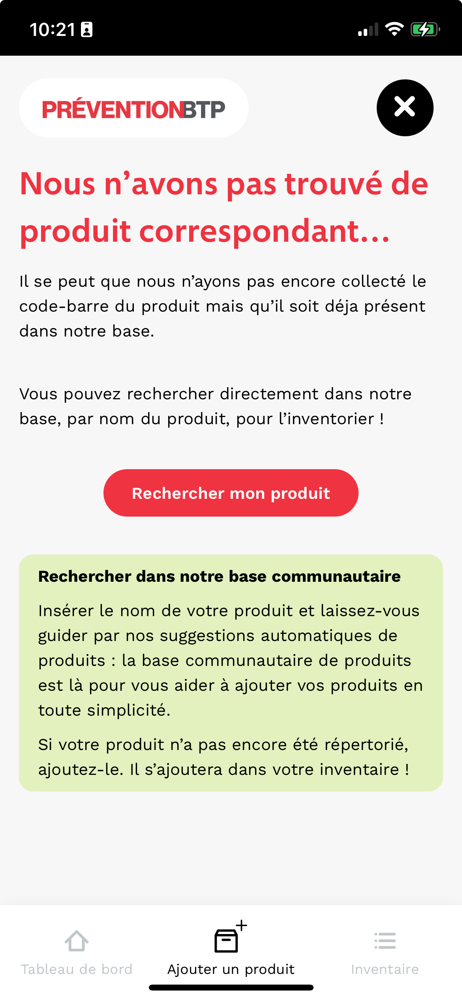 10:21
PRÉVENTIONBTP
Nous n’avons pas trouvé de
produit correspondant...
Il se peut que nous n’ayons pas encore collecté le
code-barre du produit mais qu’il soit déja présent
dans notre base.
Vous pouvez rechercher directement dans notre
base, par nom du produit, pour l’inventorier !
Rechercher mon produit
Rechercher dans notre base communautaire
Insérer le nom de votre produit et laissez-vous
guider par nos suggestions automatiques de
produits : la base communautaire de produits
est là pour vous aider à ajouter vos produits en
toute simplicité.
Si votre produit n’a pas encore été répertorié,
ajoutez-le. Il s’ajoutera dans votre inventaire !
Tableau de bord
Ajouter un produit
Inventaire